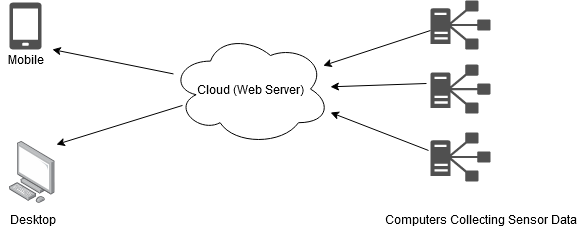 Mobile
Cloud (Web Server)
Desktop
Computers Collecting Sensor Data